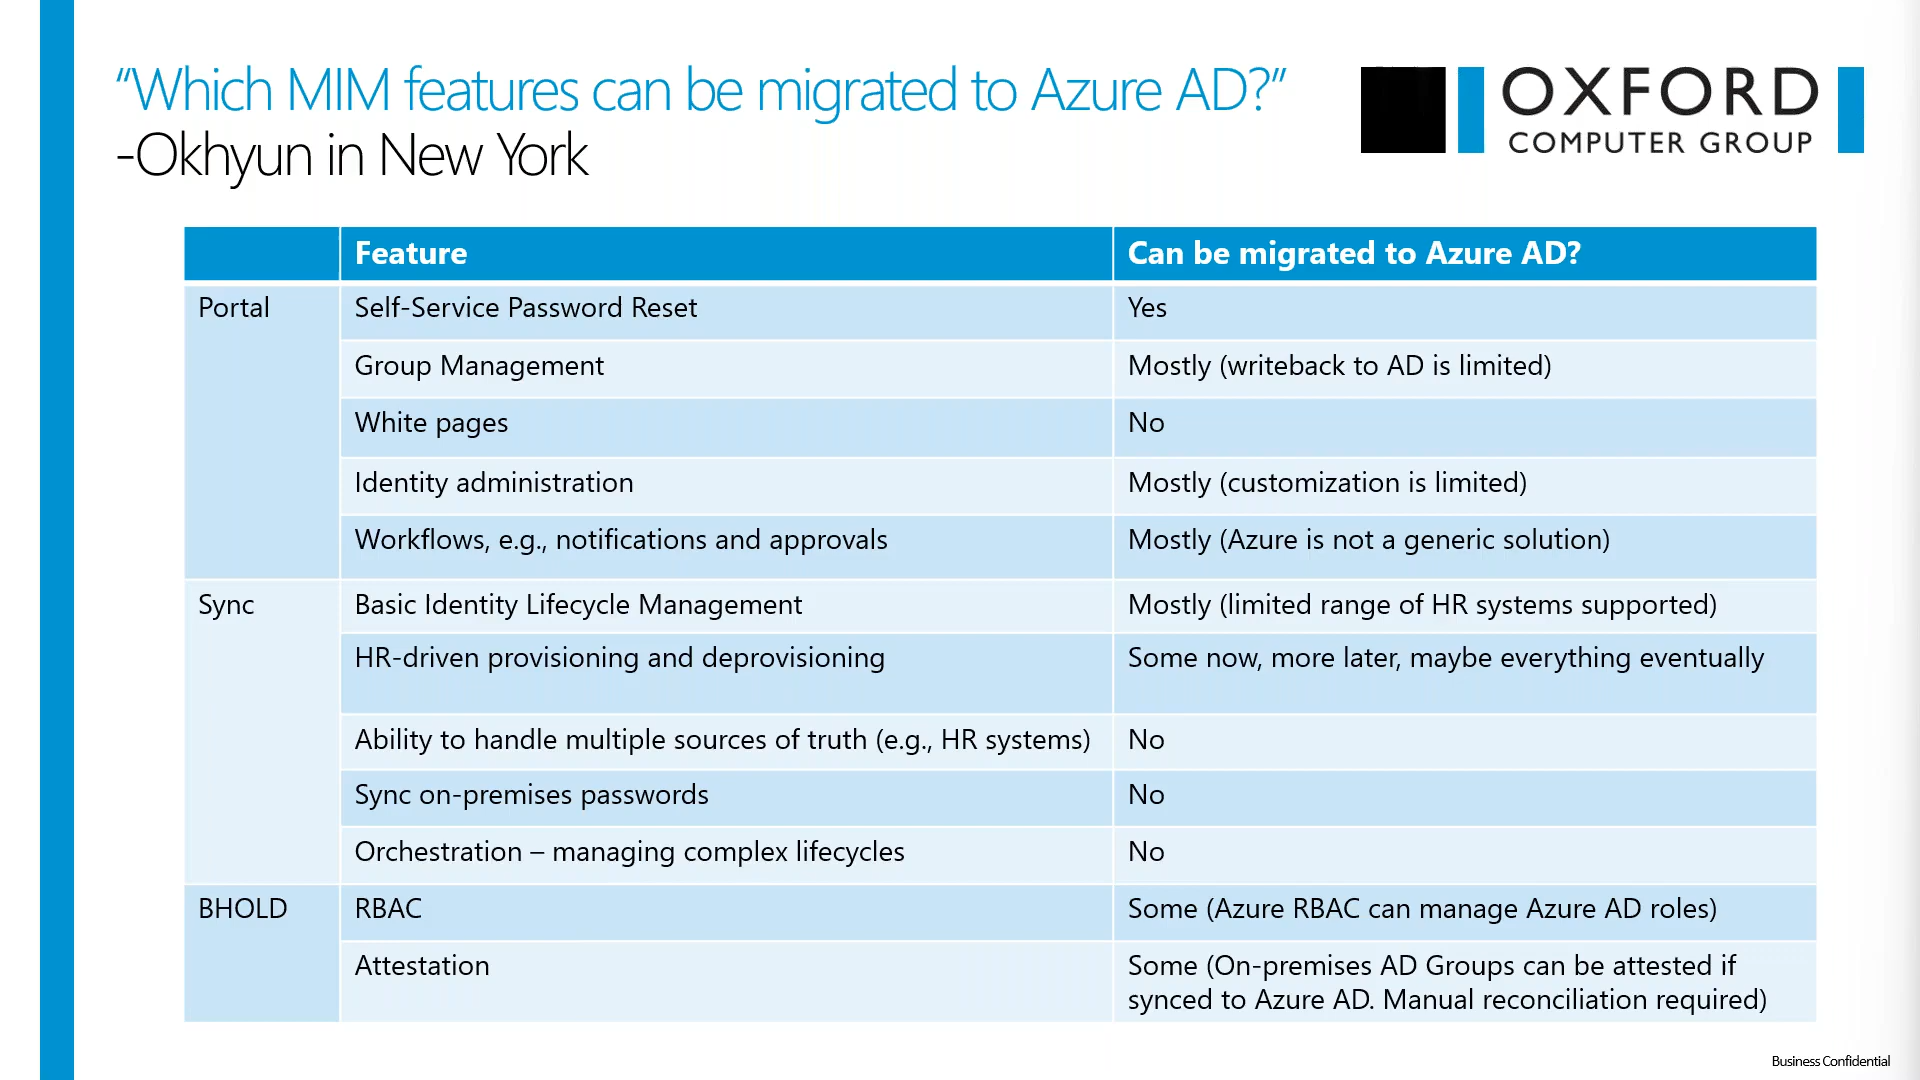 “Which MIM features can be migrated to Azure AD?”
-Okhyun in New York
OXFORD
COMPUTER GROUP
Feature
Can be migrated to Azure AD?
Portal
Self-Service Password Reset
Yes
Group Management
Mostly (writeback to AD is limited)
White pages
No
Identity administration
Mostly (customization is limited)
Workflows, e.g., notifications and approvals
Mostly (Azure is not a generic solution)
Sync
Basic Identity Lifecycle Management
Mostly (limited range of HR systems supported)
HR-driven provisioning and deprovisioning
Some now, more later, maybe everything eventually
Ability to handle multiple sources of truth (e.g., HR systems)
No
Sync on-premises passwords
No
Orchestration – managing complex lifecycles
No
BHOLD
RBAC
Some (Azure RBAC can manage Azure AD roles)
Attestation
Some (On-premises AD Groups can be attested if
synced to Azure AD. Manual reconciliation required)
Business Confidential